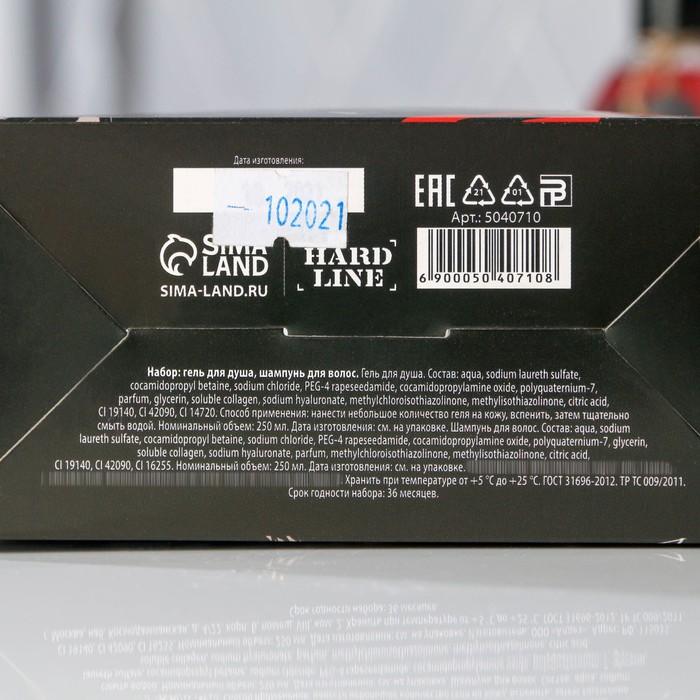 Дата изготовления:
— 102021
EAC 21 01 РБ
Арт.: 5040710
SIMA
LAND
SIMA-LAND.RU
HARD
LINE
6 900050 407108
Набор: гель для душа, шампунь для волос. Гель для душа. Состав: aqua, sodium laureth sulfate,
cocamidopropyl betaine, sodium chloride, PEG-4 rapeseedamide, cocamidopropylamine oxide, polyquaternium-7,
parfum, glycerin, soluble collagen, sodium hyaluronate, methylchloroisothiazolinone, methylisothiazolinone, citric acid,
CI 19140, CI 42090, CI 14720. Способ применения: нанести небольшое количество геля на кожу, вспенить, затем тщательно
смыть водой. Номинальный объем: 250 мл. Дата изготовления: см. на упаковке. Шампунь для волос. Состав: aqua, sodium
laureth sulfate, cocamidopropyl betaine, sodium chloride, PEG-4 rapeseedamide, cocamidopropylamine oxide, polyquaternium-7, glycerin,
soluble collagen, sodium hyaluronate, parfum, methylchloroisothiazolinone, methylisothiazolinone, citric acid,
CI 19140, CI 42090, CI 16255. Номинальный объем: 250 мл. Дата изготовления: см. на упаковке.
Хранить при температуре от +5 °C до +25 °C. ГОСТ 31696-2012. ТР ТС 009/2011.
Срок годности набора: 36 месяцев.